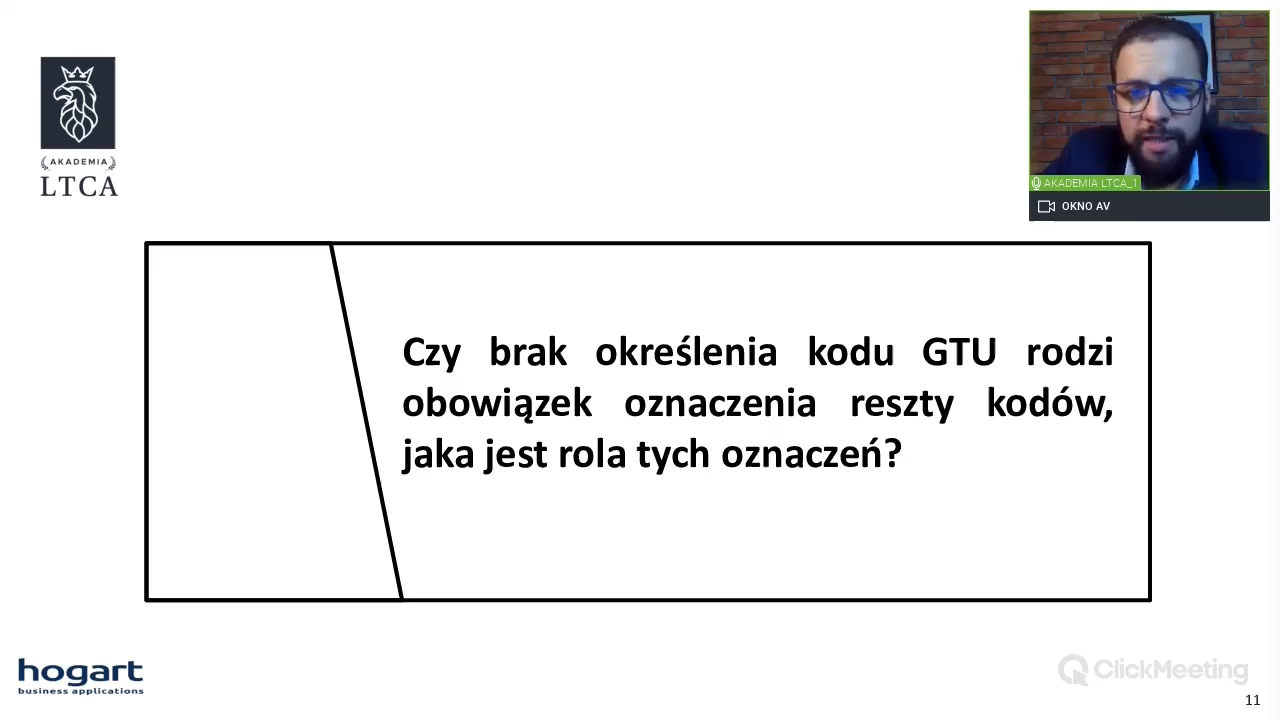 AKADEMIA
LTCA
AKADEMIA LTCA_1
OKNO AV
Czy brak określenia kodu GTU rodzi
obowiązek oznaczenia reszty kodów,
jaka jest rola tych oznaczeń?
hogart
business applications
ClickMeeting
11